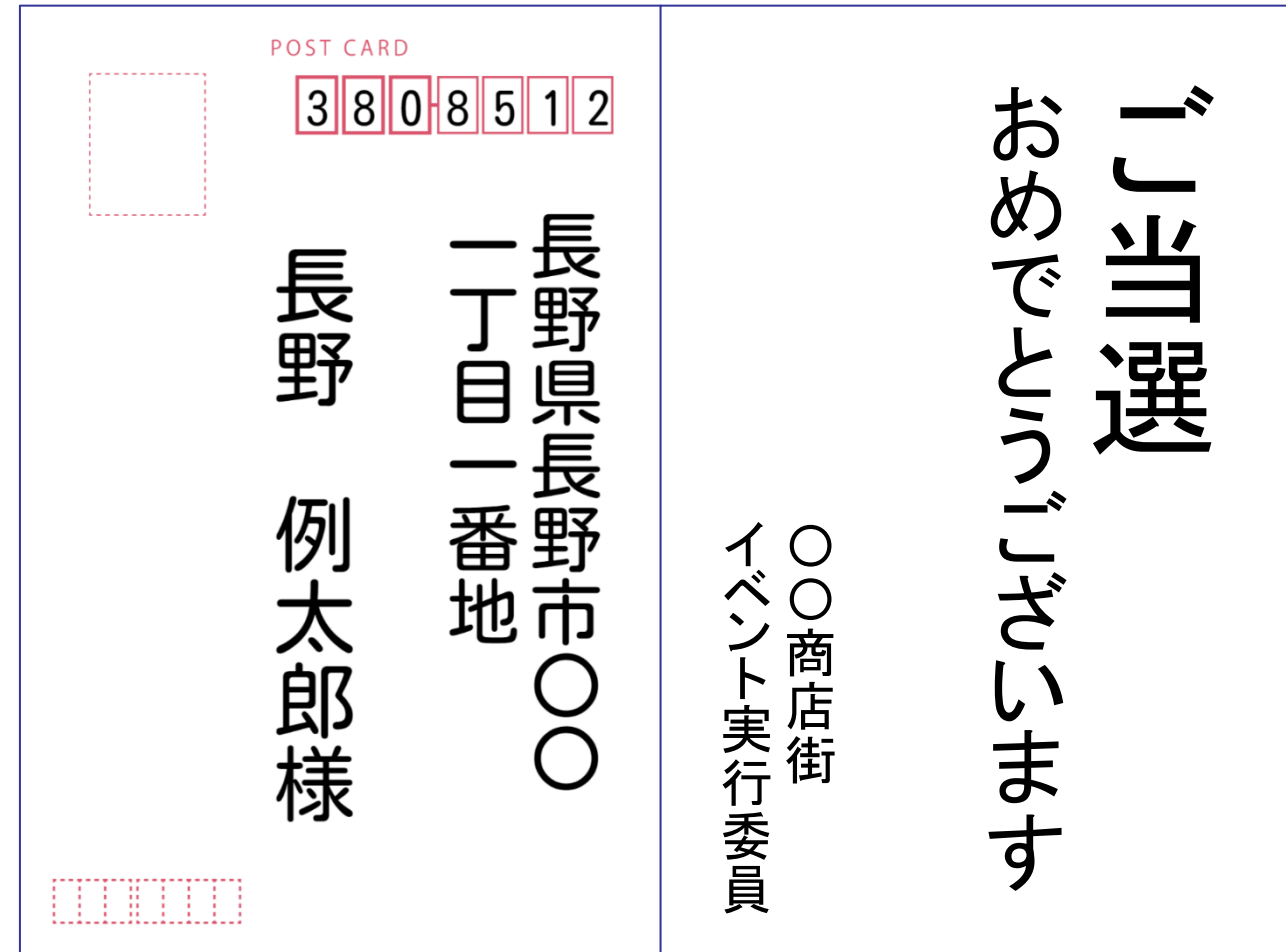 POST CARD
3808512
長野県長野市〇〇
一丁目一番地
長野　例太郎様
ご当選
おめでとうございます
〇〇商店街
イベント実行委員